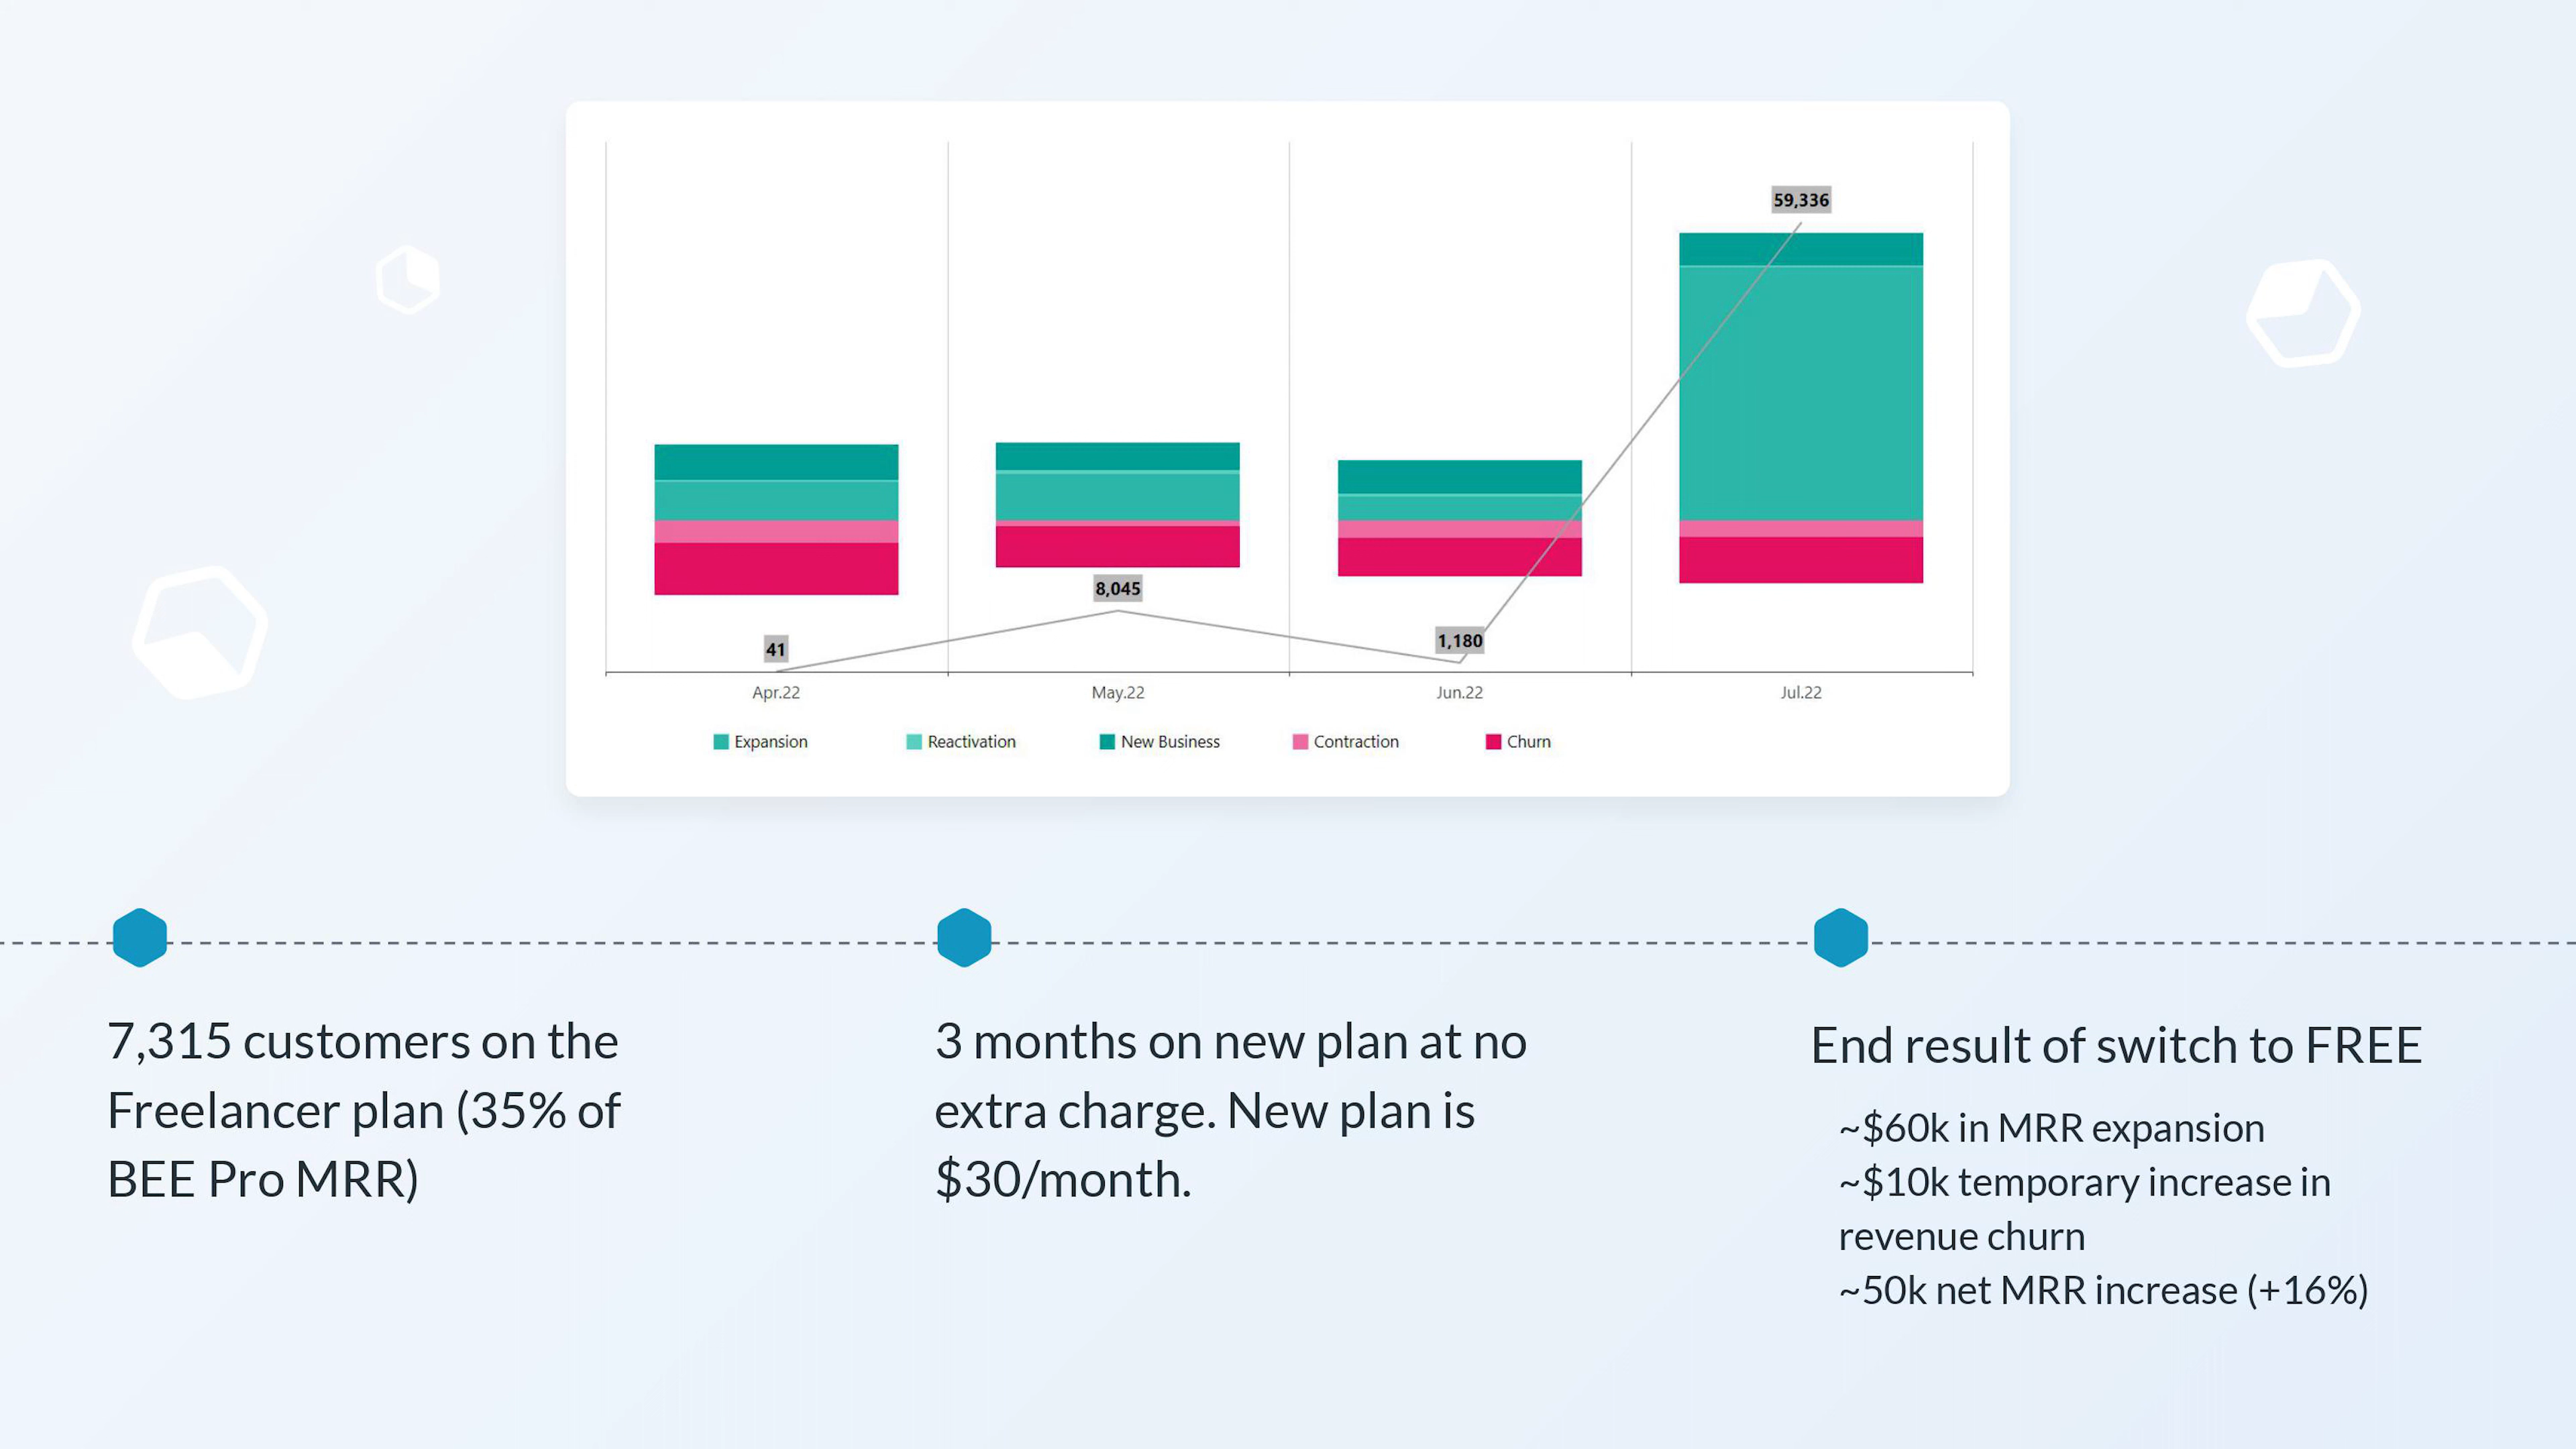 59,336
8,045
41
1,180
Apr.22 May.22 Jun.22 Jul.22
Expansion Reactivation New Business Contraction Churn
7,315 customers on the
Freelancer plan (35% of
BEE Pro MRR)
3 months on new plan at no
extra charge. New plan is
$30/month.
End result of switch to FREE
~$60k in MRR expansion
~$10k temporary increase in
revenue churn
~50k net MRR increase (+16%)